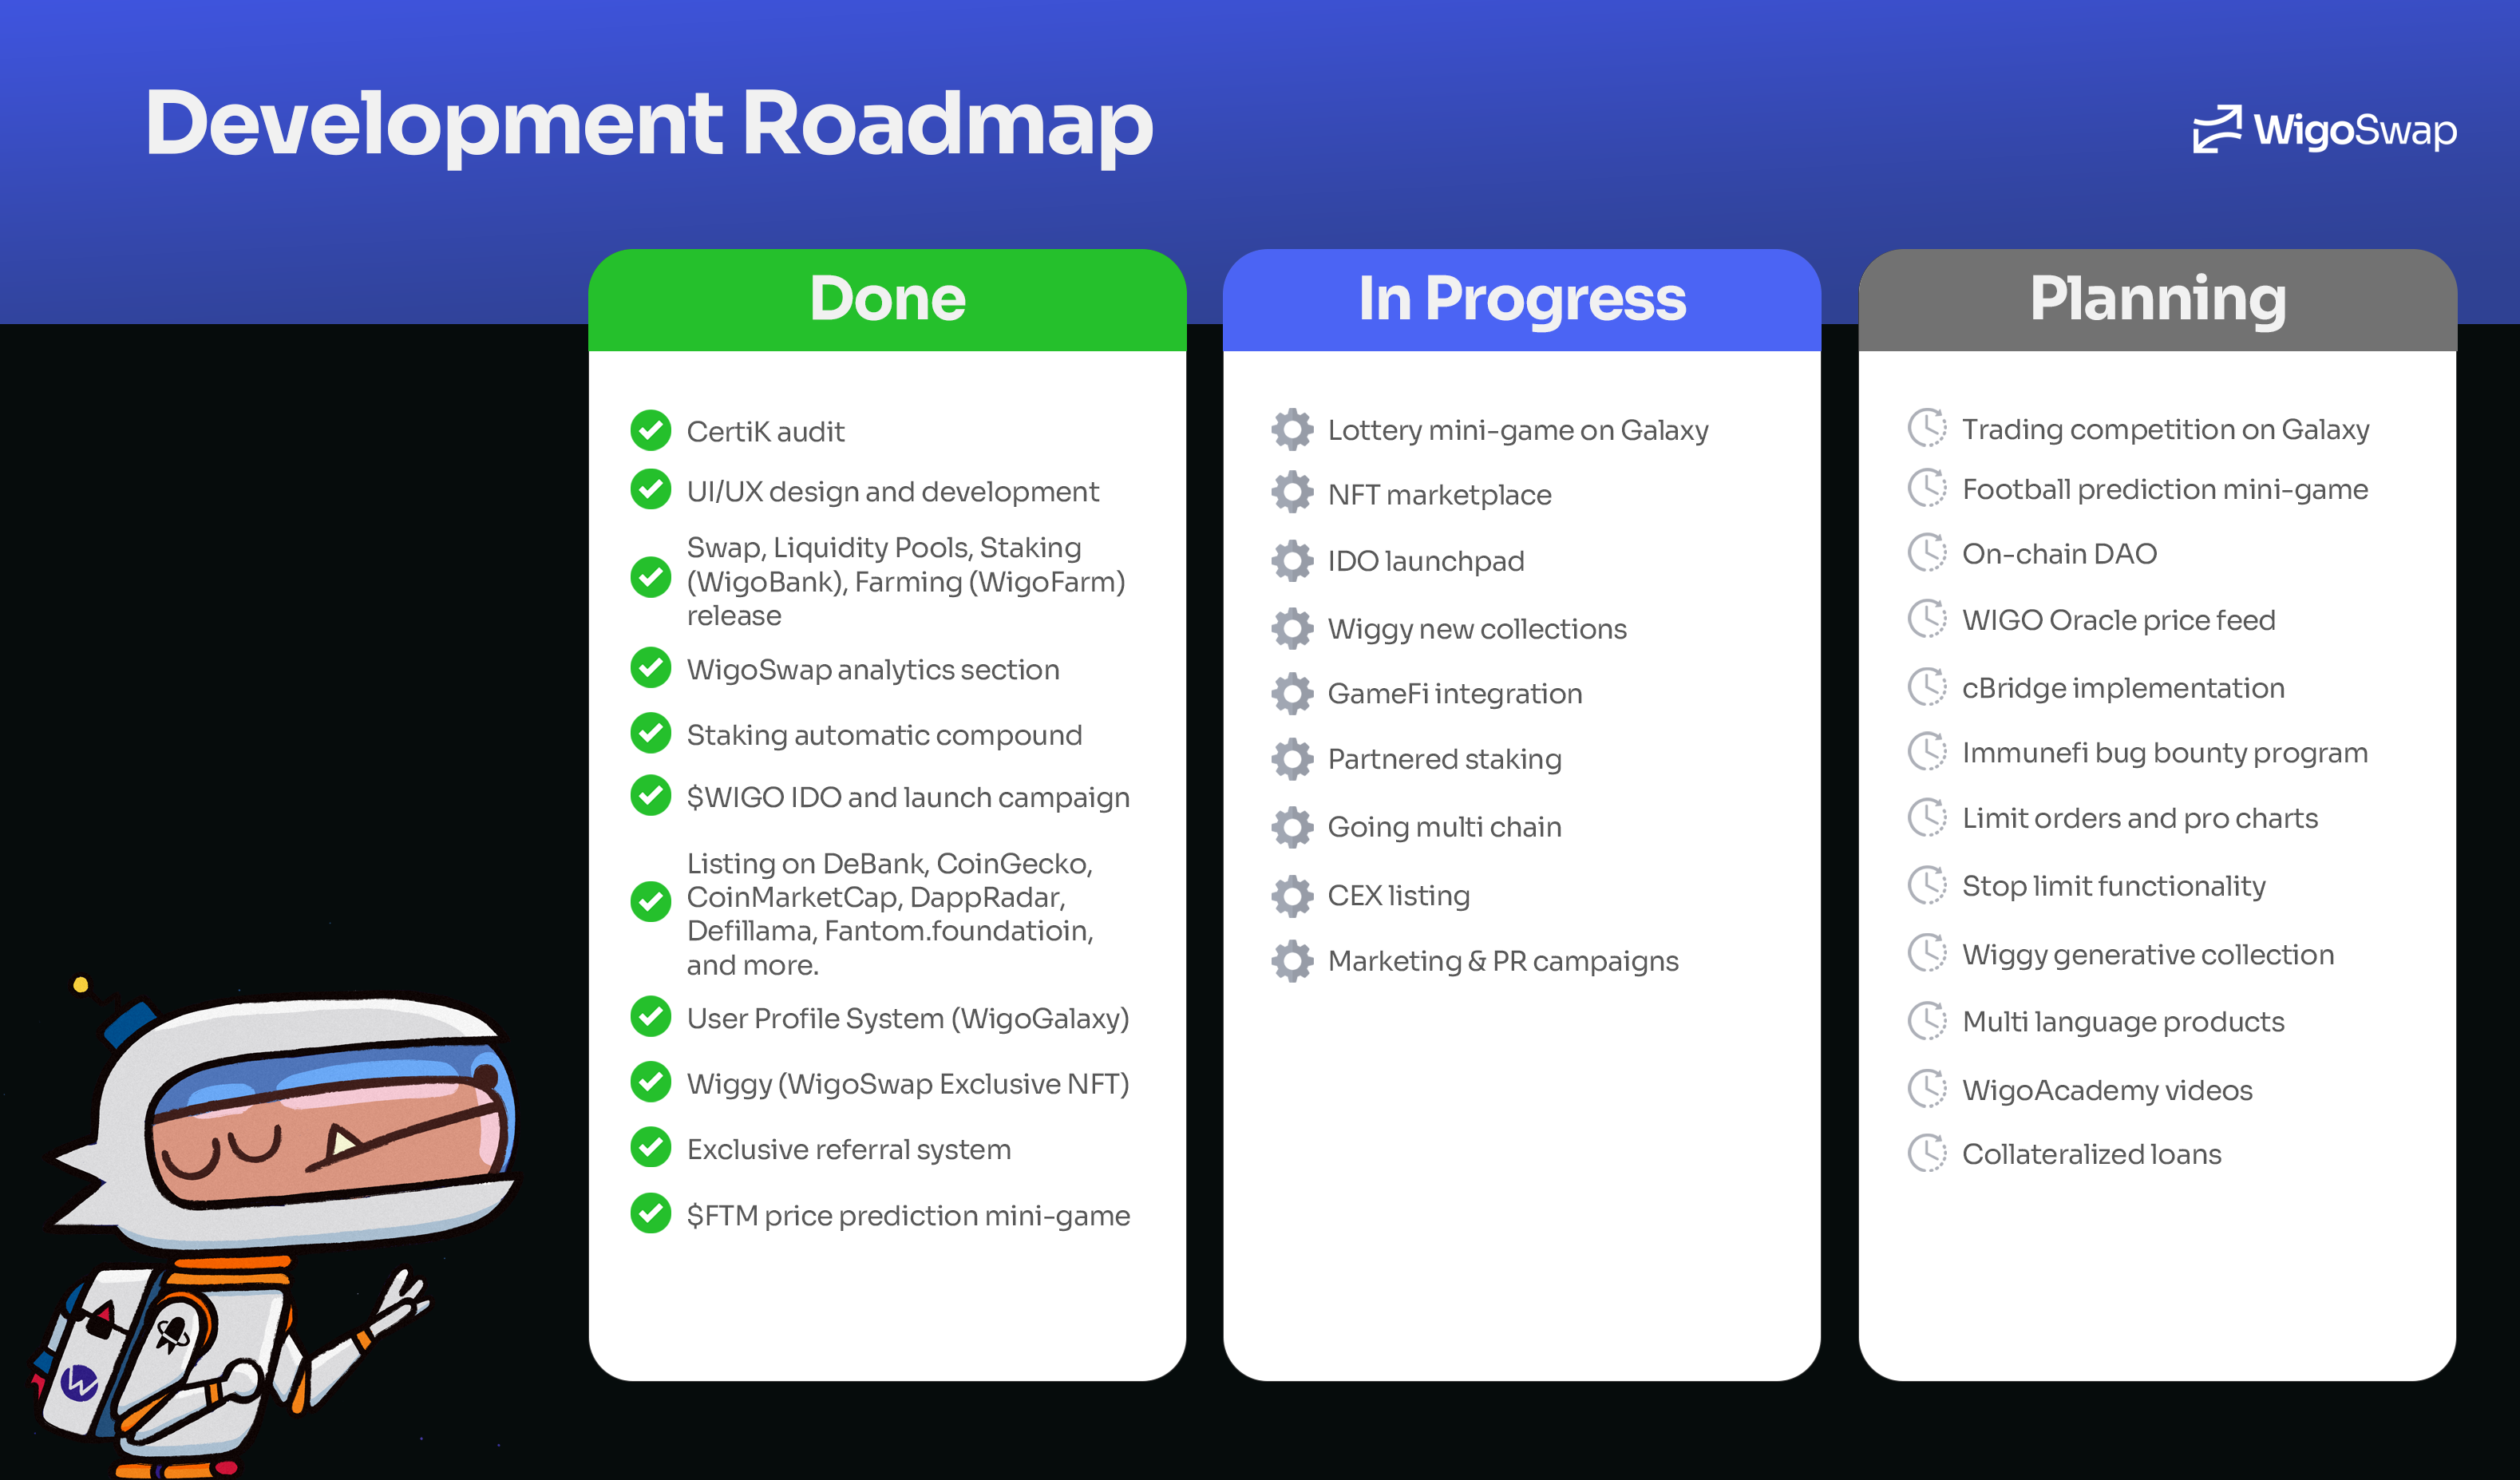 Development Roadmap
WigoSwap
Done
CertiK audit
UI/UX design and development
Swap, Liquidity Pools, Staking
(WigoBank), Farming (WigoFarm)
release
WigoSwap analytics section
Staking automatic compound
$WIGO IDO and launch campaign
Listing on DeBank, CoinGecko,
CoinMarketCap, DappRadar,
Defillama, Fantom.foundatioin,
and more.
User Profile System (WigoGalaxy)
Wiggy (WigoSwap Exclusive NFT)
Exclusive referral system
$FTM price prediction mini-game
In Progress
Lottery mini-game on Galaxy
NFT marketplace
IDO launchpad
Wiggy new collections
GameFi integration
Partnered staking
Going multi chain
CEX listing
Marketing & PR campaigns
Planning
Trading competition on Galaxy
Football prediction mini-game
On-chain DAO
WIGO Oracle price feed
cBridge implementation
Immunefi bug bounty program
Limit orders and pro charts
Stop limit functionality
Wiggy generative collection
Multi language products
WigoAcademy videos
Collateralized loans
W